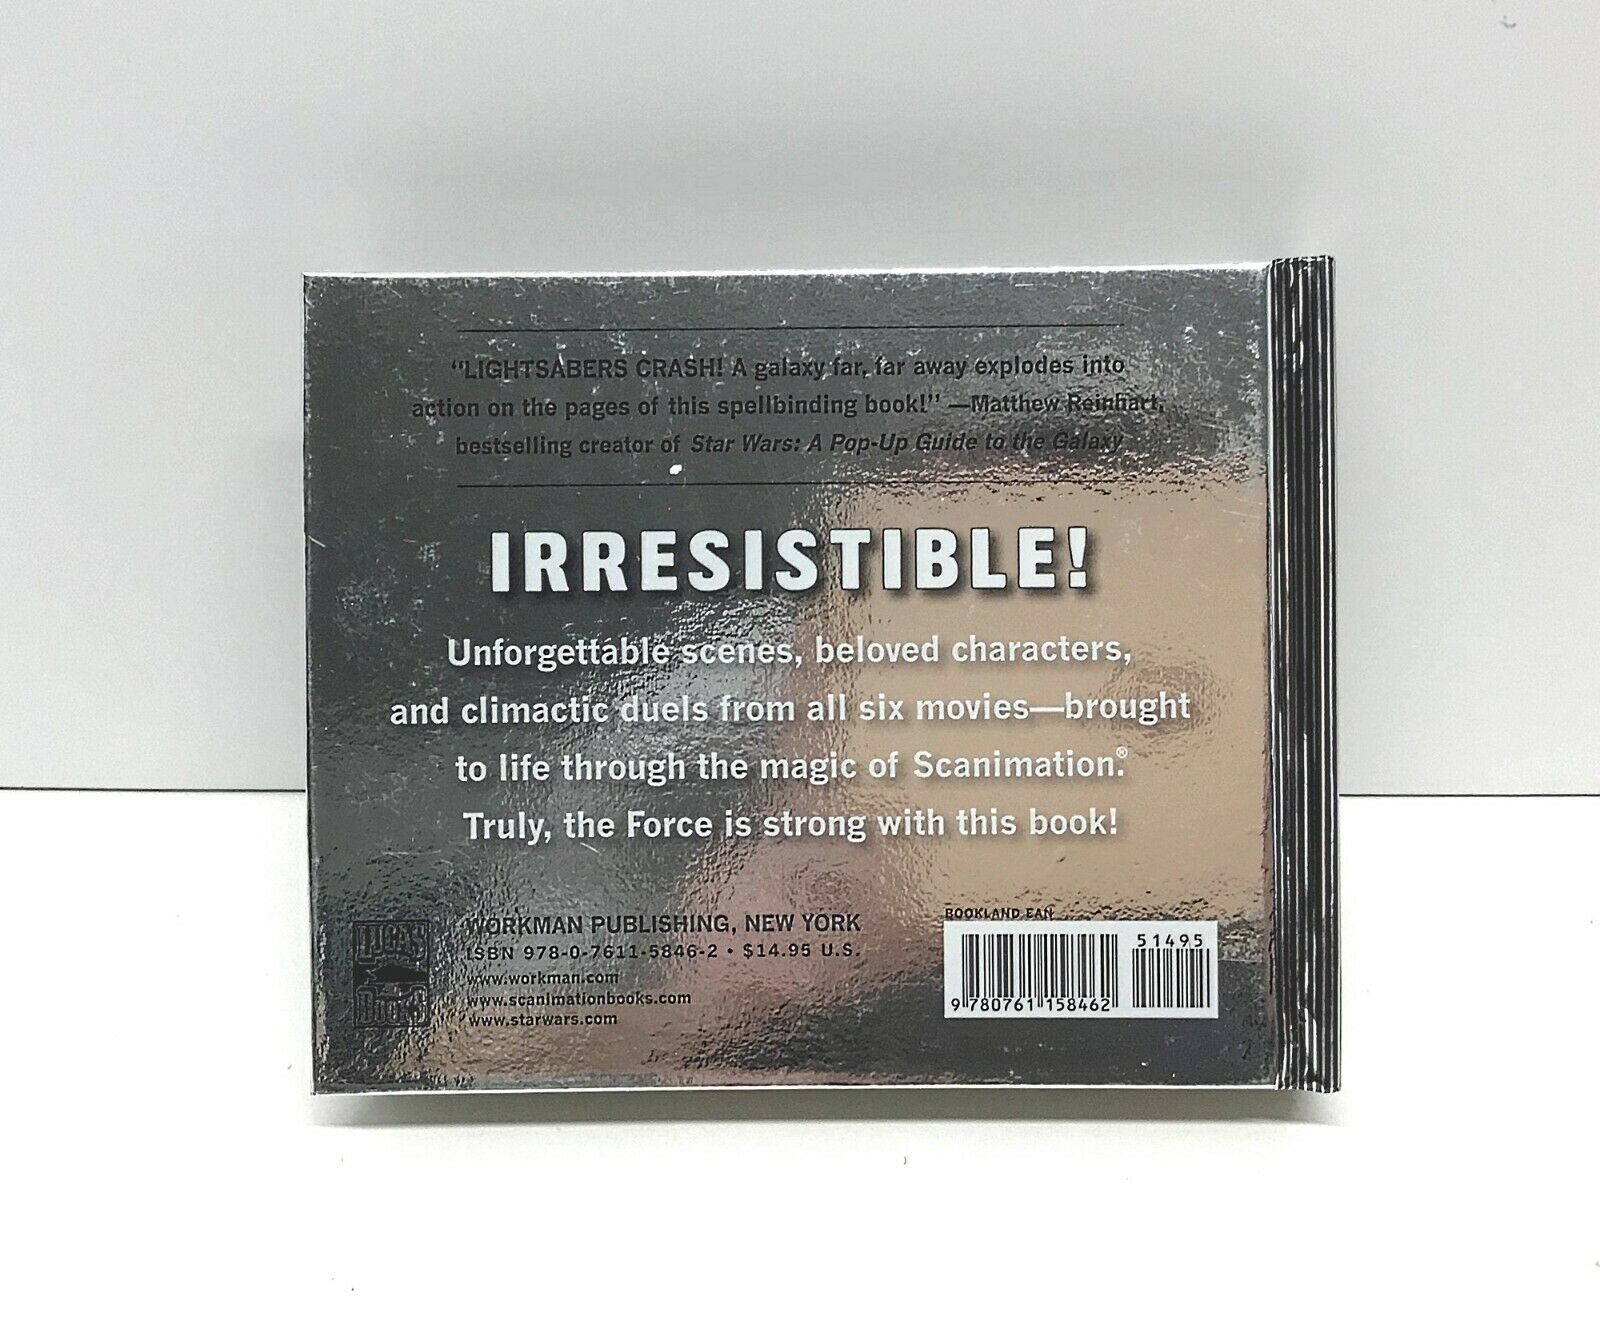 “LIGHTSABERS CRASH! A galaxy far, far away explodes into
action on the pages of this spellbinding book!” —Matthew Reinhart,
bestselling creator of Star Wars: A Pop-Up Guide to the Galaxy
IRRESISTIBLE!
Unforgettable scenes, beloved characters,
and climactic duels from all six movies—brought
to life through the magic of Scanimation.®
Truly, the Force is strong with this book!
LUCAS
BOOKS
WORKMAN PUBLISHING, NEW YORK
ISBN 978-0-7611-5846-2 • $14.95 U.S.
www.workman.com
www.scanimationbooks.com
www.starwars.com
BOOKLAND EAN
51495
9 780761 158462